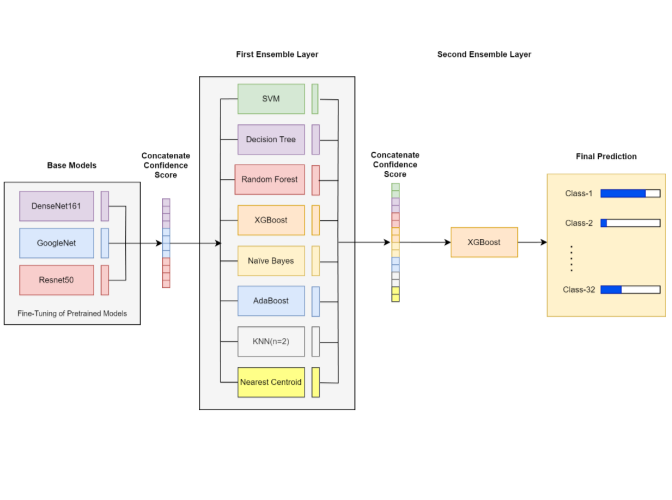 First Ensemble Layer
Second Ensemble Layer
Base Models
DenseNet161
GoogleNet
Resnet50
Fine-Tuning of Pretrained Models
Concatenate
Confidence
Score
SVM
Decision Tree
Random Forest
XGBoost
Naïve Bayes
AdaBoost
KNN(n=2)
Nearest Centroid
Concatenate
Confidence
Score
XGBoost
Final Prediction
Class-1
Class-2
Class-32